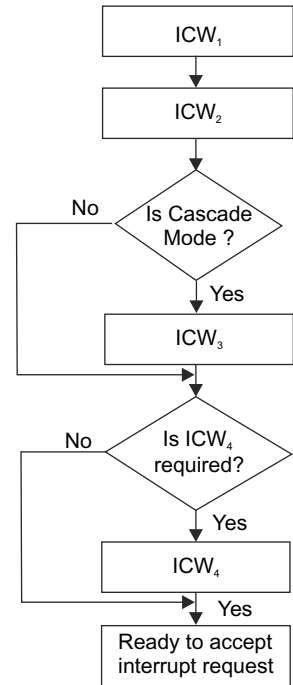 ICW₁
ICW₂
No
Is Cascade
Mode ?
Yes
ICW₃
No
Is ICW₄
required?
Yes
ICW₄
Yes
Ready to accept
interrupt request